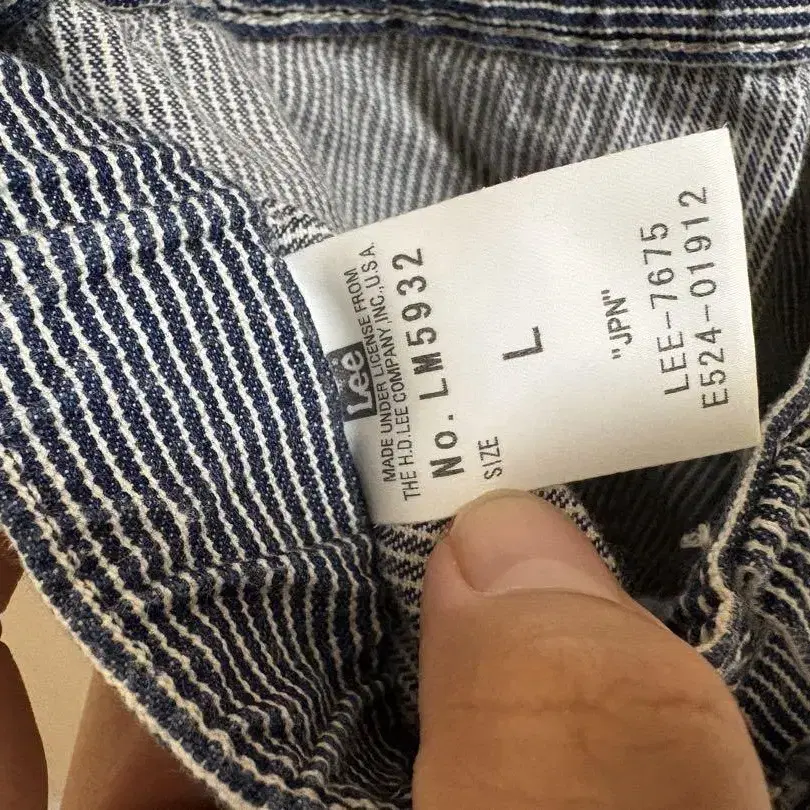 Lee
MADE UNDER LICENSE FROM
THE H.D.LEE COMPANY,INC.,U.S.A.
No. LM5932
SIZE L
"JPN"
LEE-7675
E524-01912